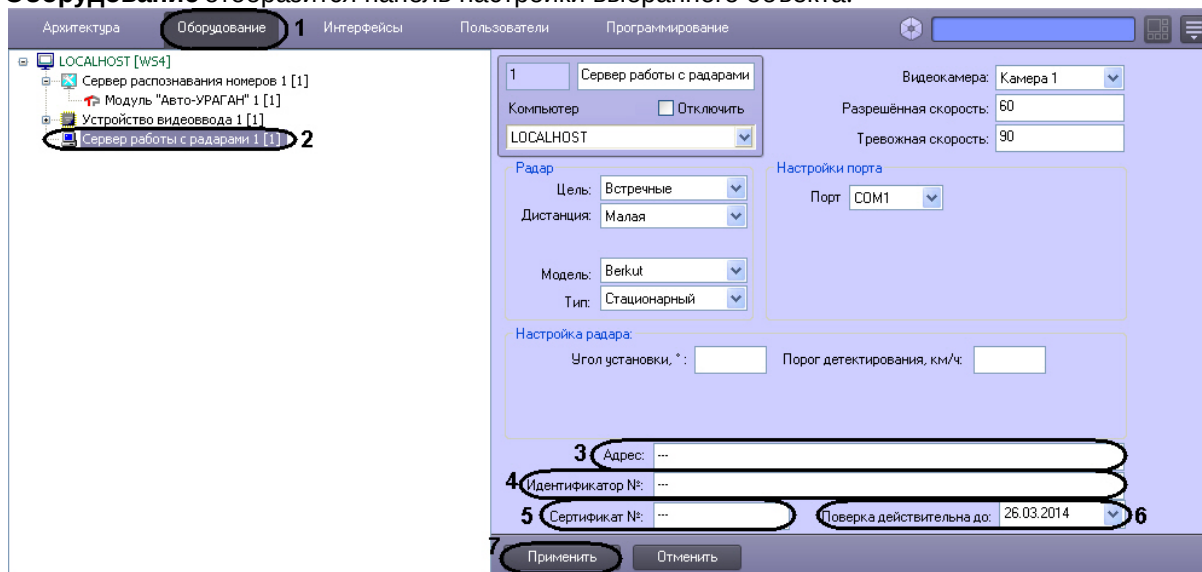 Оборудование отобразится панель настройки выбранного объекта.
Архитектура Оборудование 1 Интерфейсы Пользователи Программирование
LOCALHOST [WS4]
Сервер распознавания номеров 1 [1]
Модуль "Авто-УРАГАН" 1 [1]
Устройство видеоввода 1 [1]
Сервер работы с радарами 1 [1] 2
1 Сервер работы с радарами
Компьютер Отключить
LOCALHOST
Видеокамера: Камера 1
Разрешённая скорость: 60
Тревожная скорость: 90
Радар
Цель: Встречные
Дистанция: Малая
Модель: Berkut
Тип: Стационарный
Настройки порта
Порт COM1
Настройка радара:
Угол установки, °: Порог детектирования, км/ч:
3 Адрес: ---
4 Идентификатор №: ---
5 Сертификат №: --- Поверка действительна до: 26.03.2014 6
7 Применить Отменить